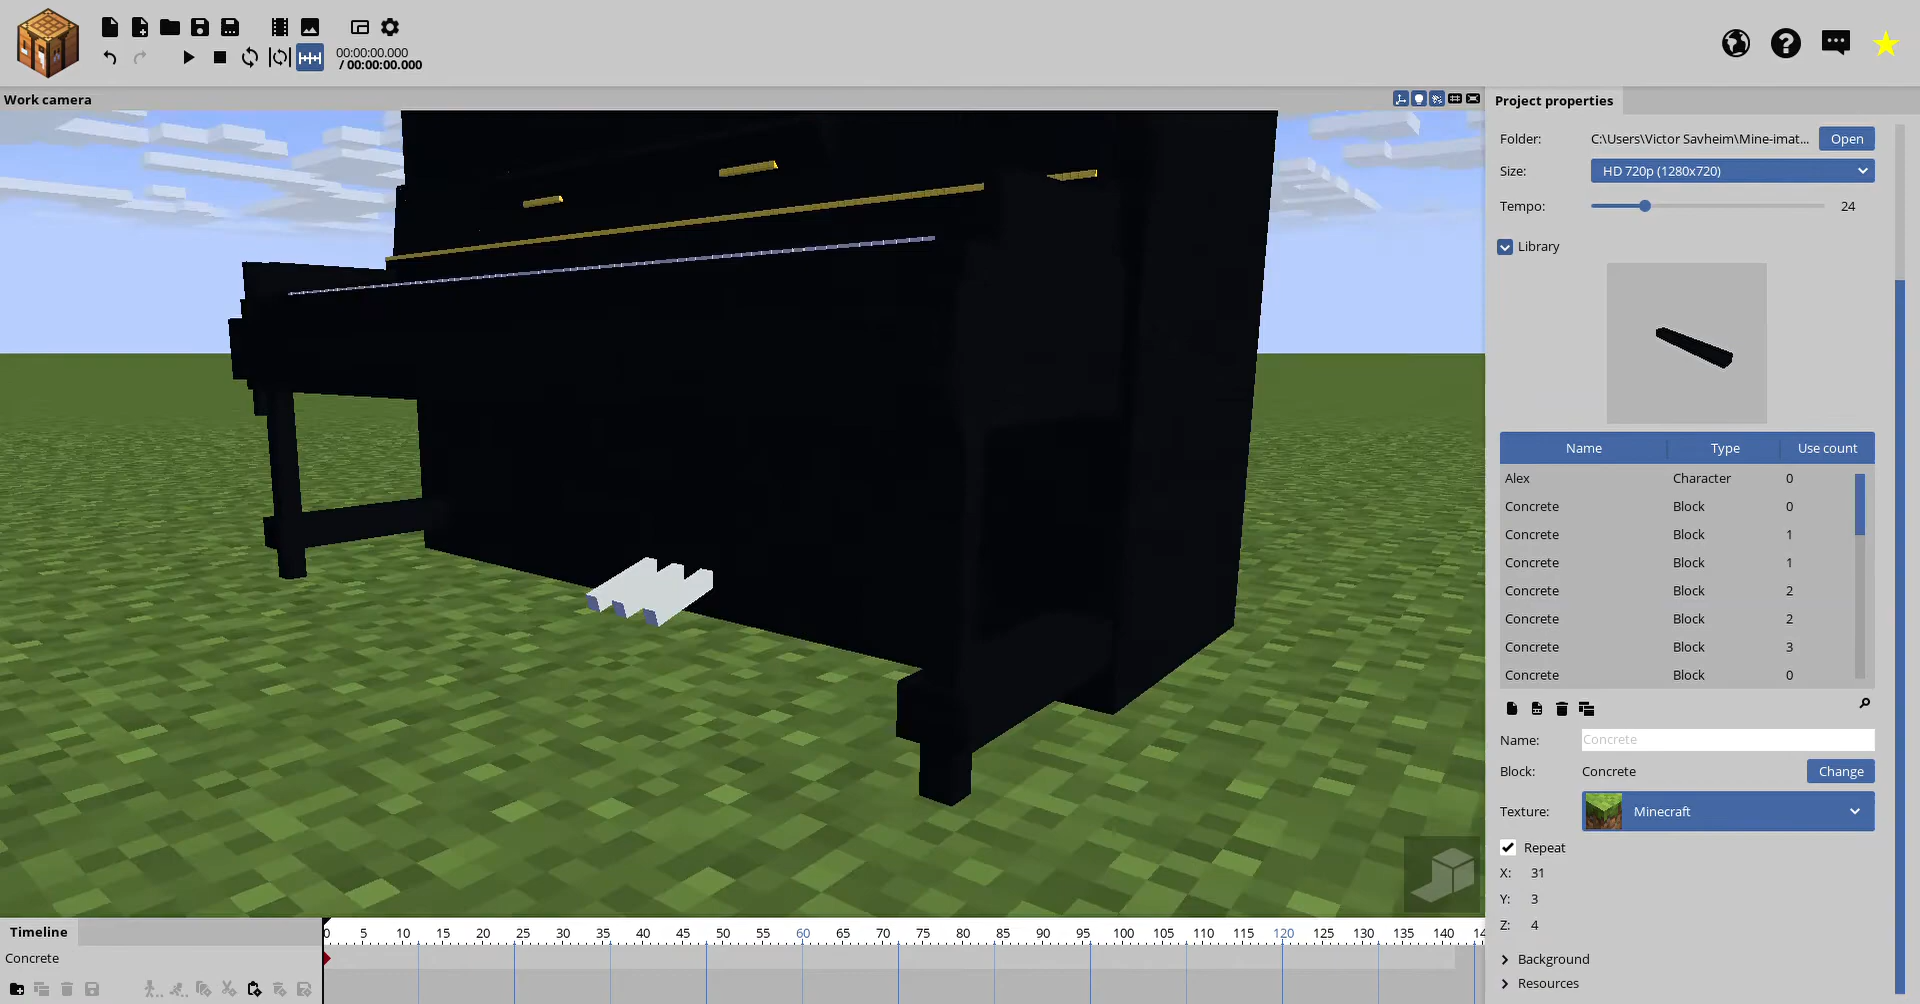 00:00:00.000
/ 00:00:00.000
Work camera
Project properties
Folder: C:\Users\Victor Savheim\Mine-imat... Open
Size: HD 720p (1280x720)
Tempo: 24
Library
Name Type Use count
Alex Character 0
Concrete Block 0
Concrete Block 1
Concrete Block 1
Concrete Block 2
Concrete Block 2
Concrete Block 3
Concrete Block 0
Name: Concrete
Block: Concrete Change
Texture: Minecraft
Repeat
X: 31
Y: 3
Z: 4
Background
Resources
Timeline
0 5 10 15 20 25 30 35 40 45 50 55 60 65 70 75 80 85 90 95 100 105 110 115 120 125 130 135 140 14
Concrete